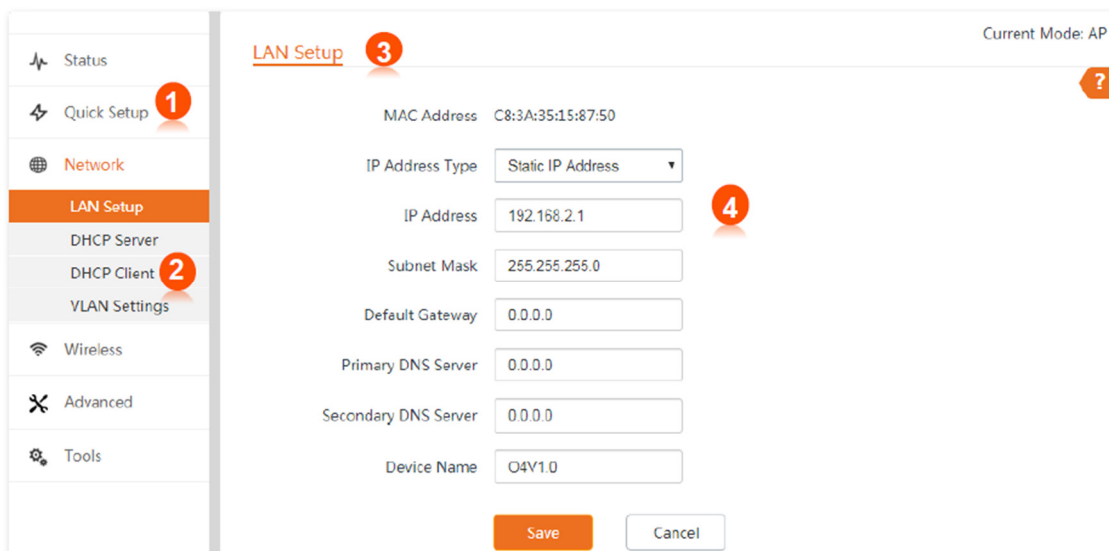 Current Mode: AP
Status
Quick Setup 1
Network
LAN Setup
DHCP Server
DHCP Client 2
VLAN Settings
Wireless
Advanced
Tools
LAN Setup 3
?
MAC Address C8:3A:35:15:87:50
IP Address Type Static IP Address
IP Address 192.168.2.1 4
Subnet Mask 255.255.255.0
Default Gateway 0.0.0.0
Primary DNS Server 0.0.0.0
Secondary DNS Server 0.0.0.0
Device Name O4V1.0
Save Cancel